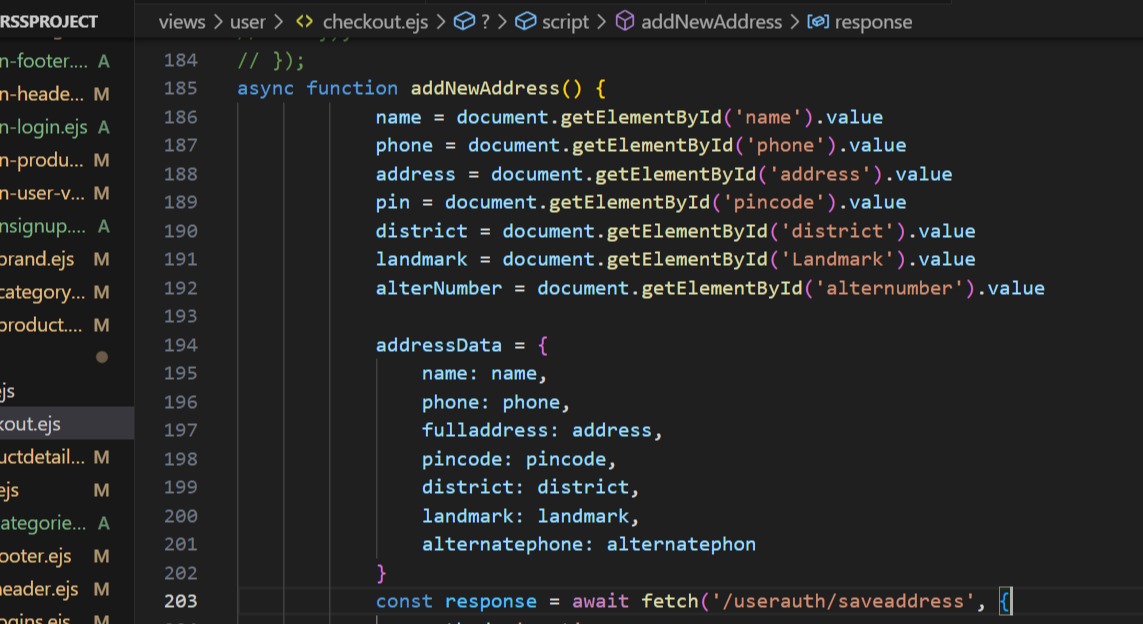 RSSPROJECT
views > user > <> checkout.ejs > ? > script > addNewAddress > response
n-footer.... A
n-heade... M
n-login.ejs A
n-produ... M
n-user-v... M
nsignup.... A
brand.ejs M
category... M
product.... M
ejs
kout.ejs
uctdetail... M
ejs M
ategorie... A
ooter.ejs M
header.ejs M
ogins.ejs M
184 // });
185 async function addNewAddress() {
186 name = document.getElementById('name').value
187 phone = document.getElementById('phone').value
188 address = document.getElementById('address').value
189 pin = document.getElementById('pincode').value
190 district = document.getElementById('district').value
191 landmark = document.getElementById('Landmark').value
192 alterNumber = document.getElementById('alternumber').value
193
194 addressData = {
195 name: name,
196 phone: phone,
197 fulladdress: address,
198 pincode: pincode,
199 district: district,
200 landmark: landmark,
201 alternatephone: alternatephon
202 }
203 const response = await fetch('/userauth/saveaddress', {